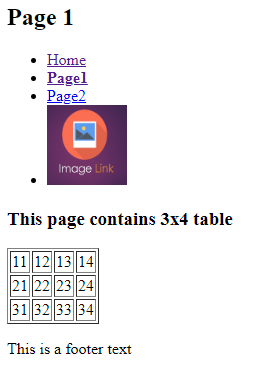 Page 1
Home
Page1
Page2
Image Link
This page contains 3x4 table
11 12 13 14
21 22 23 24
31 32 33 34
This is a footer text